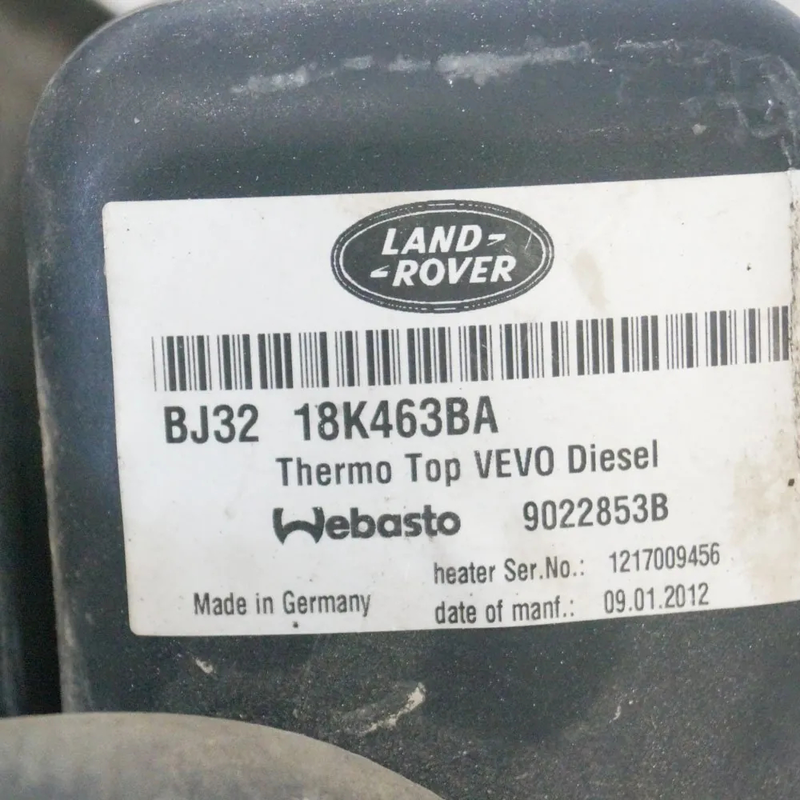 LAND-
-ROVER
BJ32 18K463BA
Thermo Top VEVO Diesel
Webasto 9022853B
heater Ser.No.: 1217009456
Made in Germany date of manf.: 09.01.2012